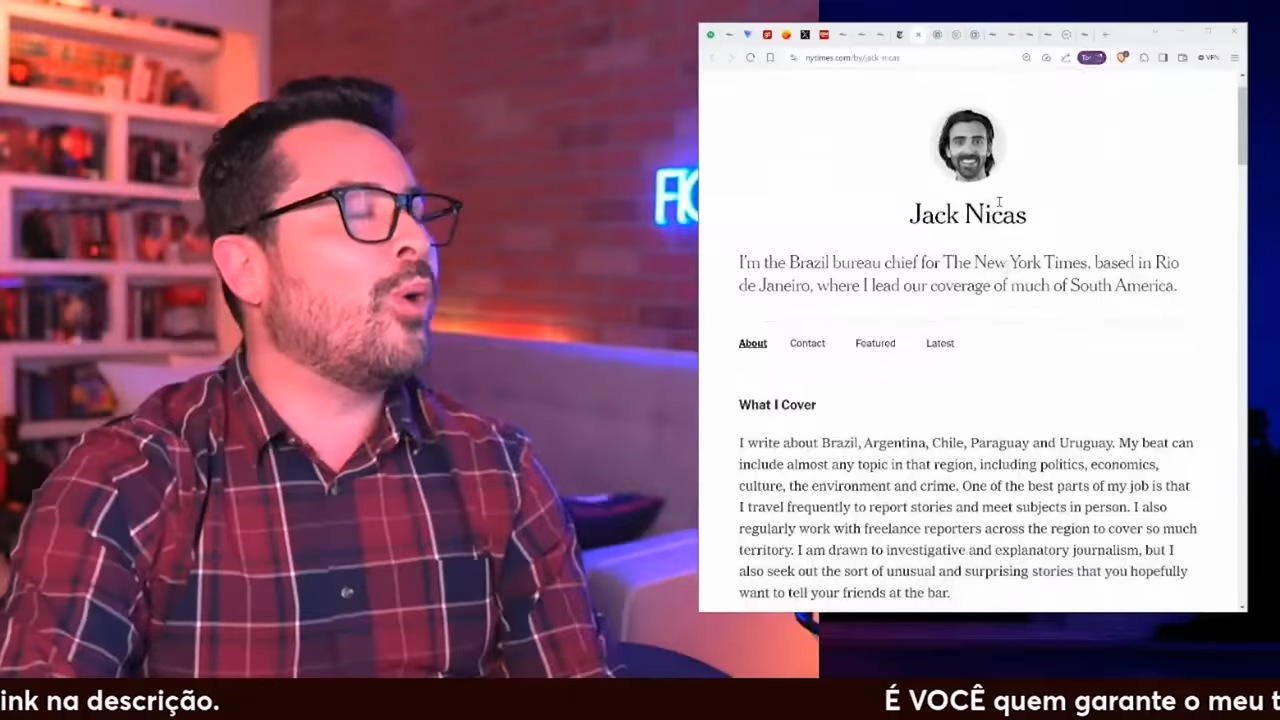 nytimes.com/by/jack-nicas
VPN
Jack Nicas
I'm the Brazil bureau chief for The New York Times, based in Rio
de Janeiro, where I lead our coverage of much of South America.
About Contact Featured Latest
What I Cover
I write about Brazil, Argentina, Chile, Paraguay and Uruguay. My beat can
include almost any topic in that region, including politics, economics,
culture, the environment and crime. One of the best parts of my job is that
I travel frequently to report stories and meet subjects in person. I also
regularly work with freelance reporters across the region to cover so much
territory. I am drawn to investigative and explanatory journalism, but I
also seek out the sort of unusual and surprising stories that you hopefully
want to tell your friends at the bar.
ink na descrição.
É VOCÊ quem garante o meu t